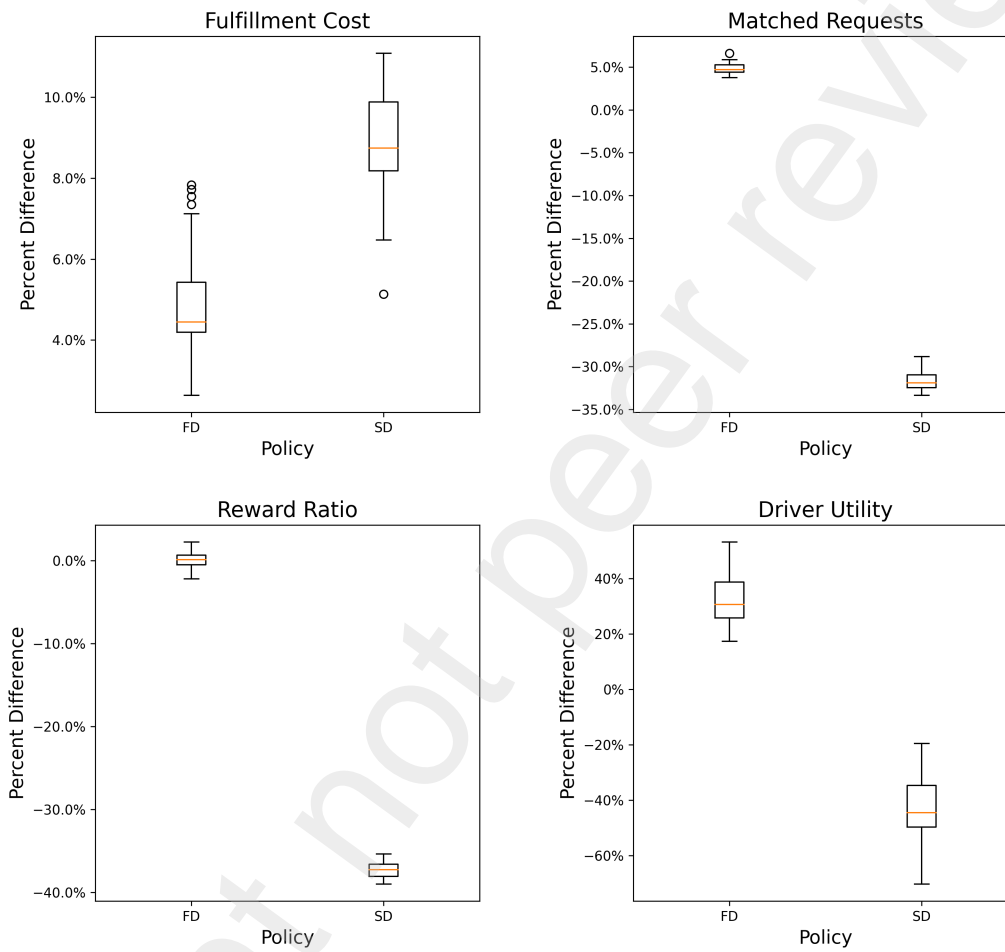 Fulfillment Cost
Percent Difference
10.0%
8.0%
6.0%
4.0%
FD
SD
Policy
Matched Requests
Percent Difference
5.0%
0.0%
−5.0%
−10.0%
−15.0%
−20.0%
−25.0%
−30.0%
−35.0%
FD
SD
Policy
Reward Ratio
Percent Difference
0.0%
−10.0%
−20.0%
−30.0%
−40.0%
FD
SD
Policy
Driver Utility
Percent Difference
40%
20%
0%
−20%
−40%
−60%
FD
SD
Policy
not peer review